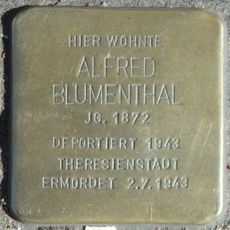 HIER WOHNTE
ALFRED
BLUMENTHAL
JG. 1872
DEPORTIERT 1943
THERESIENSTADT
ERMORDET 2.7.1943